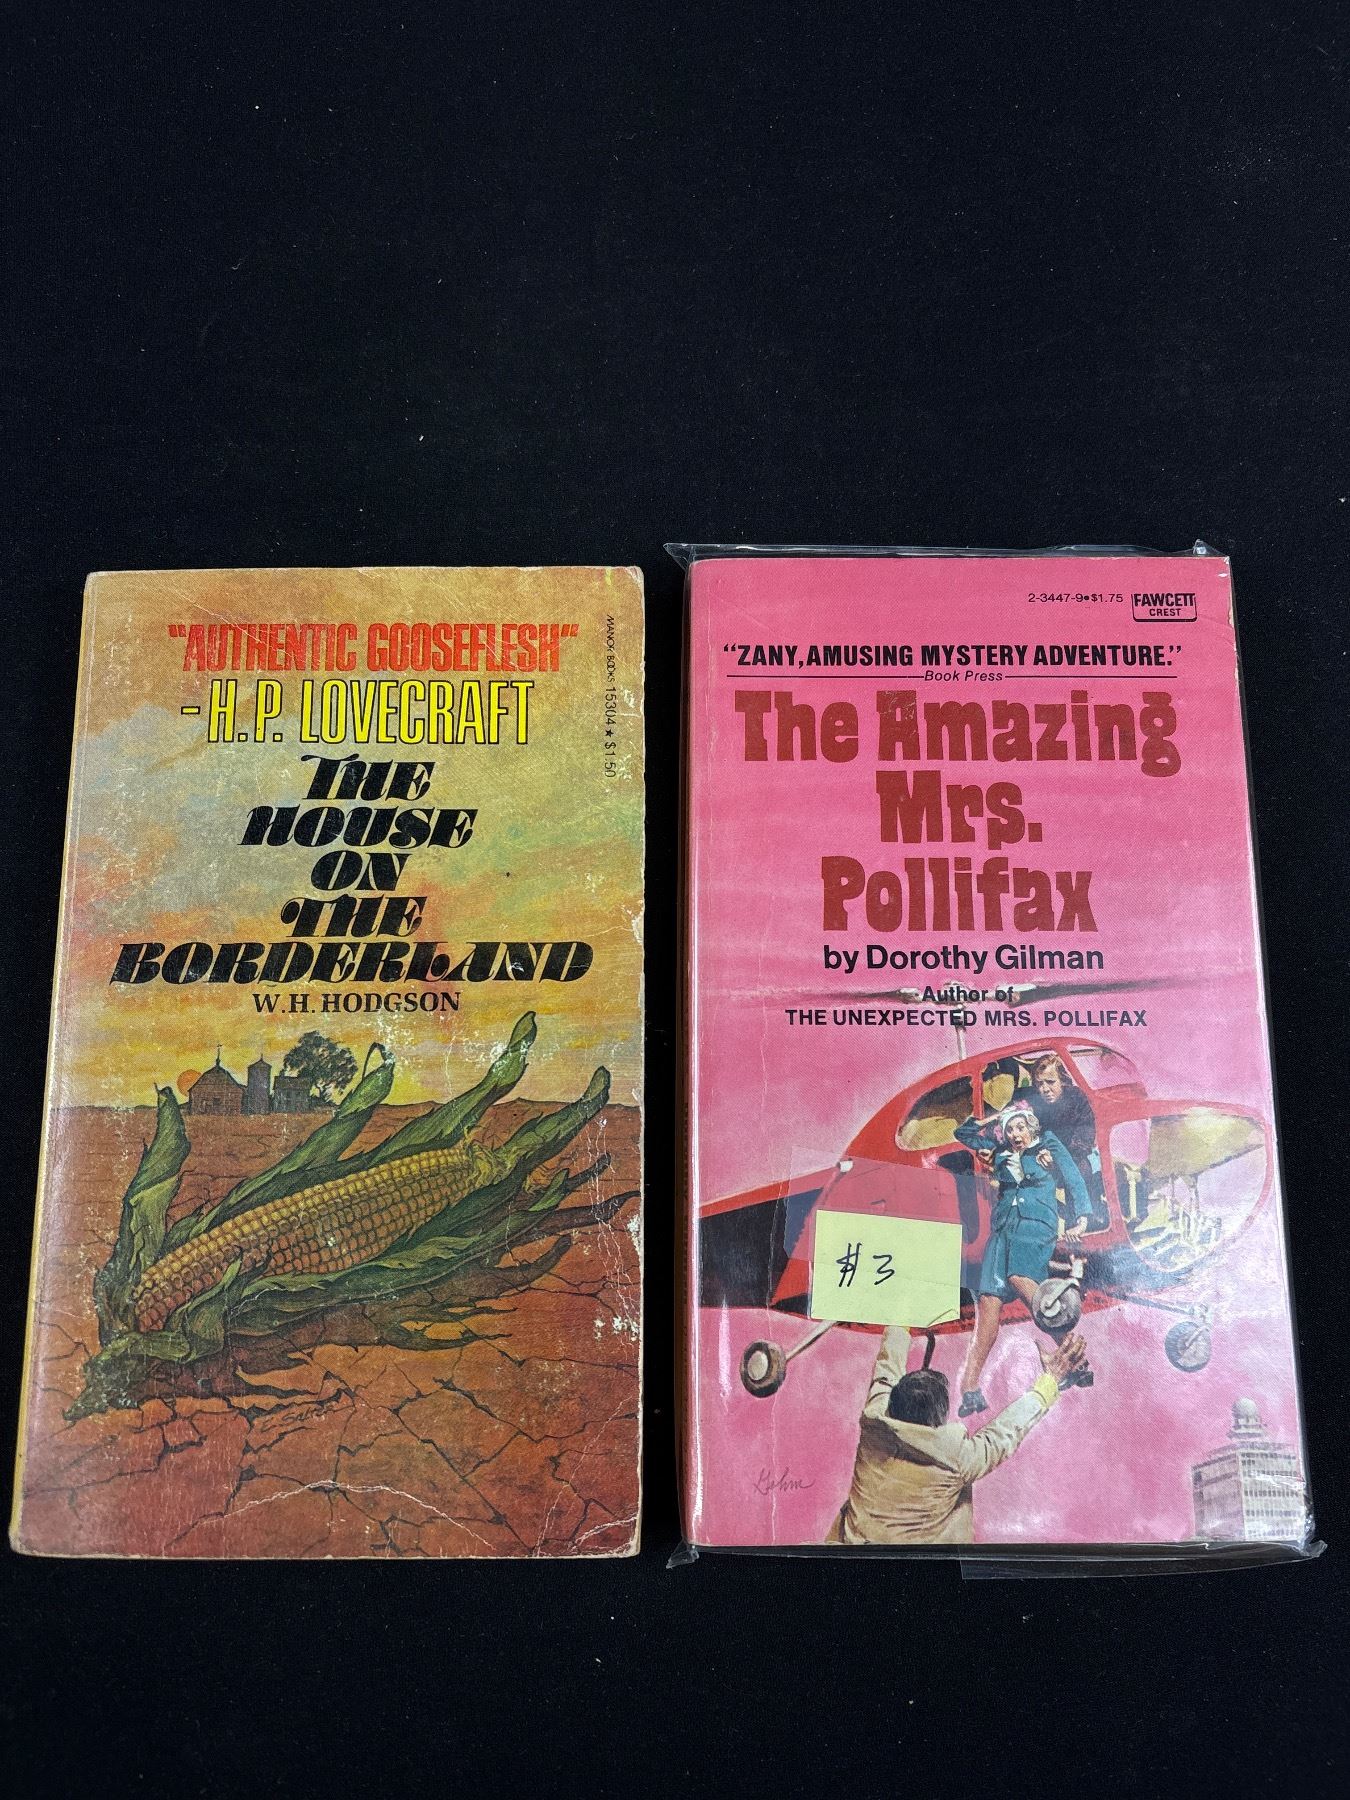 "AUTHENTIC GOOSEFLESH"
-H.P. LOVECRAFT
THE
HOUSE
ON
THE
BORDERLAND
W.H. HODGSON
MANOR BOOKS 15304 ★ $1.50
E. SALTER
2-3447-9•$1.75 FAWCETT
CREST
"ZANY, AMUSING MYSTERY ADVENTURE."
Book Press
The Amazing
Mrs.
Pollifax
by Dorothy Gilman
Author of
THE UNEXPECTED MRS. POLLIFAX
#3